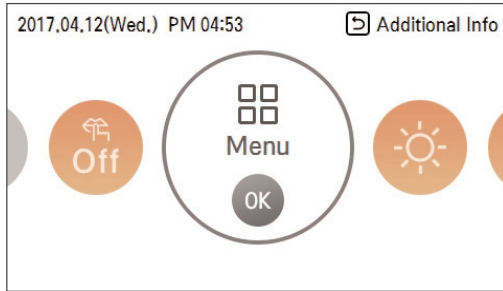 2017.04.12(Wed.) PM 04:53
Additional Info
Off
Menu
OK